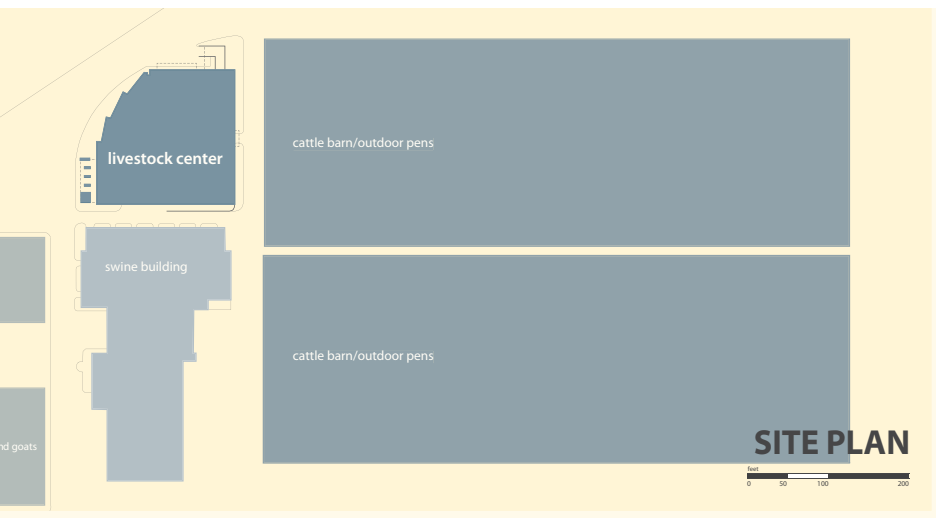 livestock center
cattle barn/outdoor pens
swine building
cattle barn/outdoor pens
nd goats
SITE PLAN
feet
0 50 100 200